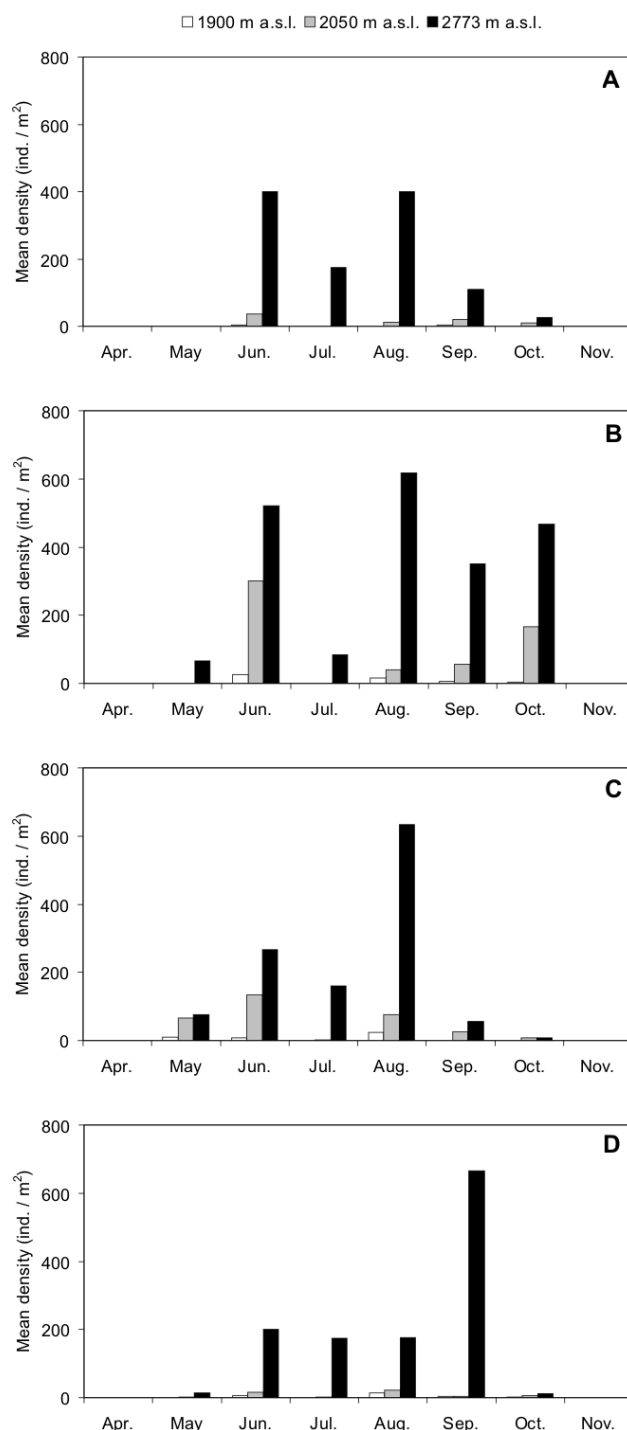 1900 m a.s.l. 2050 m a.s.l. 2773 m a.s.l.
A
Mean density (ind. / m²)
800
600
400
200
0
Apr. May Jun. Jul. Aug. Sep. Oct. Nov.
B
Mean density (ind. / m²)
800
600
400
200
0
Apr. May Jun. Jul. Aug. Sep. Oct. Nov.
C
Mean density (ind. / m²)
800
600
400
200
0
Apr. May Jun. Jul. Aug. Sep. Oct. Nov.
D
Mean density (ind. / m²)
800
600
400
200
0
Apr. May Jun. Jul. Aug. Sep. Oct. Nov.